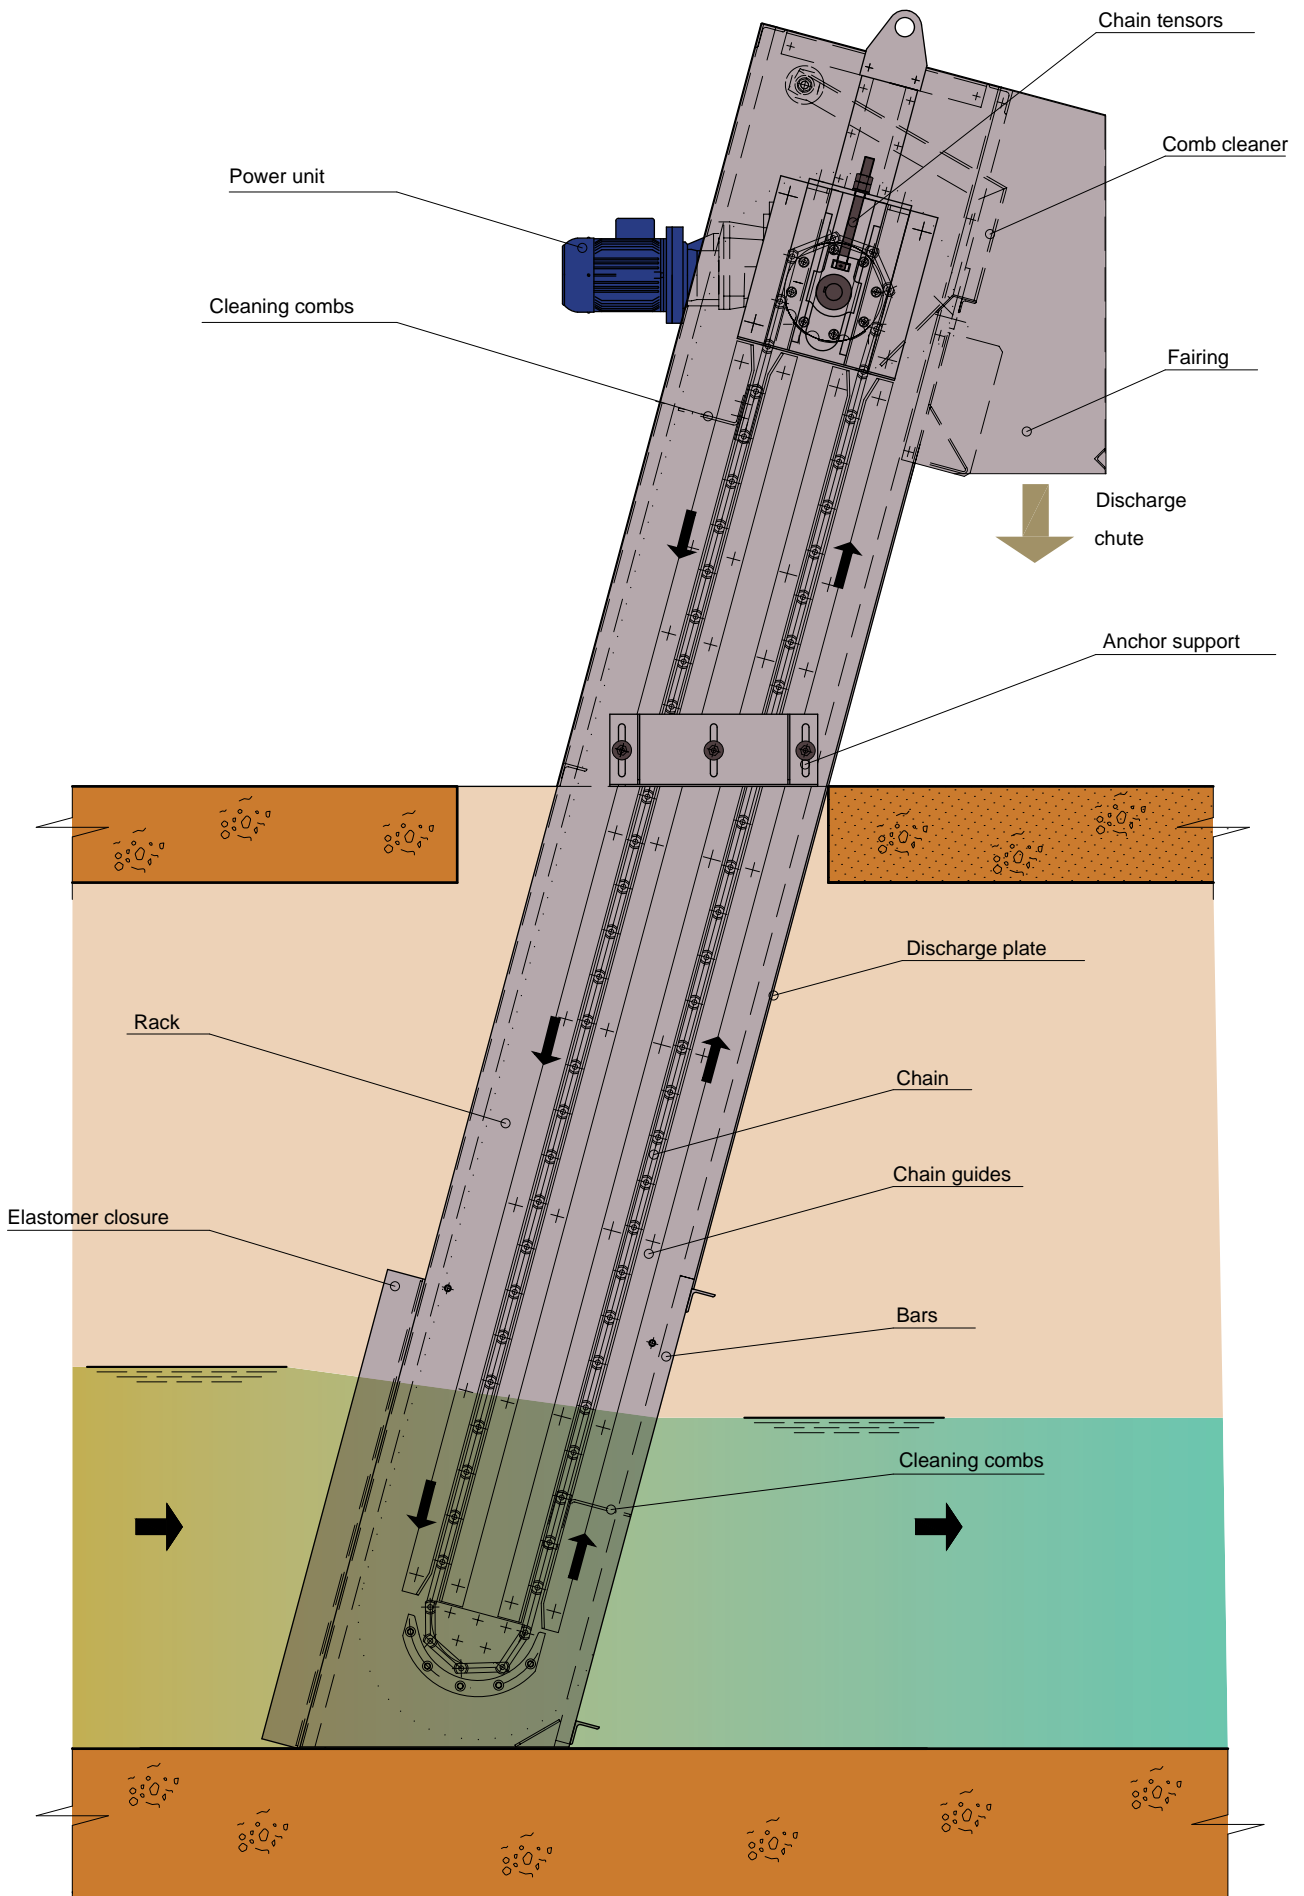 Chain tensors
Comb cleaner
Power unit
Cleaning combs
Fairing
Discharge
chute
Anchor support
Discharge plate
Rack
Chain
Chain guides
Elastomer closure
Bars
Cleaning combs